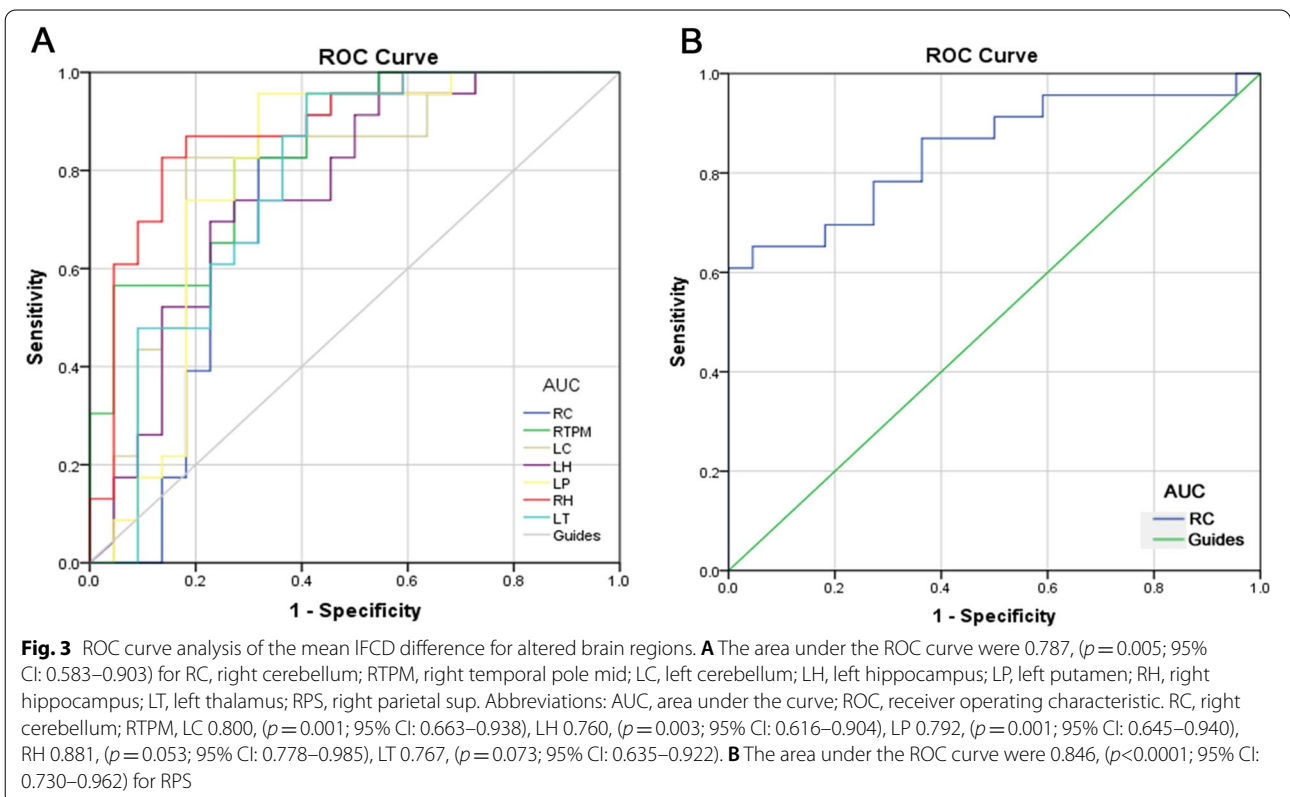 A
ROC Curve
1.0
0.8
0.6
0.4
0.2
0.0
Sensitivity
AUC
RC
RTPM
LC
LH
LP
RH
LT
Guides
0.0 0.2 0.4 0.6 0.8 1.0
1 - Specificity
B
ROC Curve
1.0
0.8
0.6
0.4
0.2
0.0
Sensitivity
AUC
RC
Guides
0.0 0.2 0.4 0.6 0.8 1.0
1 - Specificity
Fig. 3 ROC curve analysis of the mean lFCD difference for altered brain regions. A The area under the ROC curve were 0.787, (p = 0.005; 95%
CI: 0.583–0.903) for RC, right cerebellum; RTPM, right temporal pole mid; LC, left cerebellum; LH, left hippocampus; LP, left putamen; RH, right
hippocampus; LT, left thalamus; RPS, right parietal sup. Abbreviations: AUC, area under the curve; ROC, receiver operating characteristic. RC, right
cerebellum; RTPM, LC 0.800, (p = 0.001; 95% CI: 0.663–0.938), LH 0.760, (p = 0.003; 95% CI: 0.616–0.904), LP 0.792, (p = 0.001; 95% CI: 0.645–0.940),
RH 0.881, (p = 0.053; 95% CI: 0.778–0.985), LT 0.767, (p = 0.073; 95% CI: 0.635–0.922). B The area under the ROC curve were 0.846, (p<0.0001; 95% CI:
0.730–0.962) for RPS